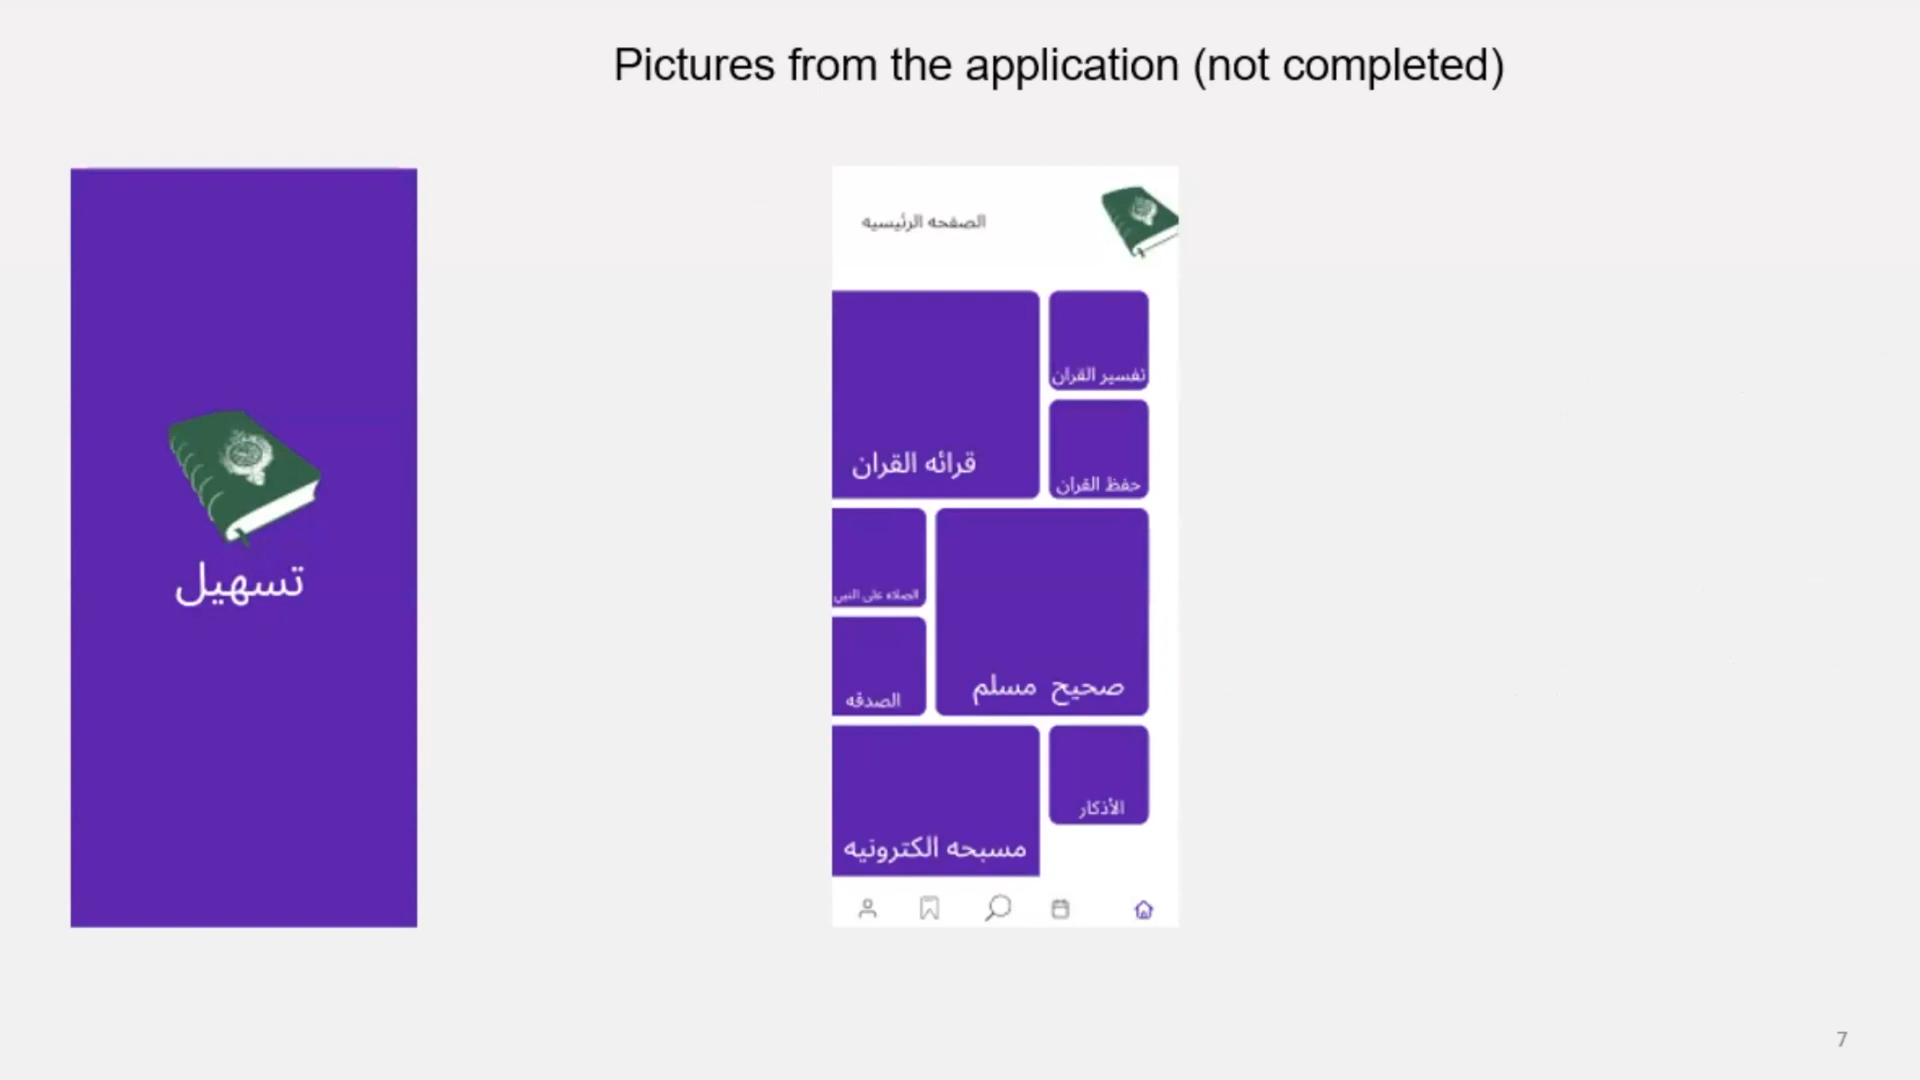 Pictures from the application (not completed)
تسهيل
الصفحه الرئيسيه
تفسير القران
قرائه القران
حفظ القران
الصلاه على النبي
صحيح مسلم
الصدقه
الأذكار
مسبحه الكترونيه
7